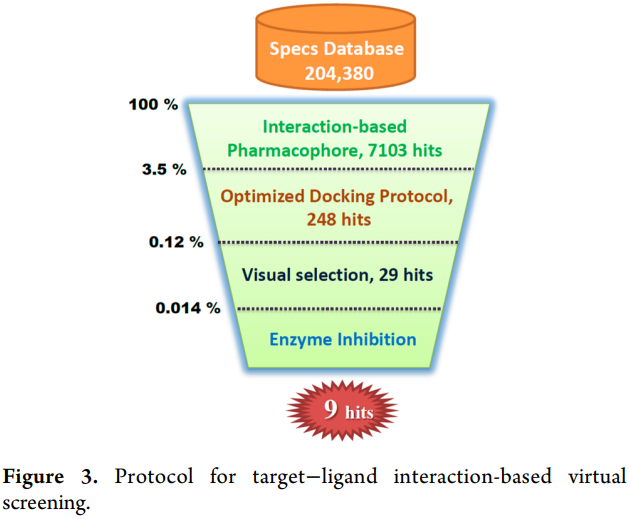 Specs Database
204,380
100 %
Interaction-based
Pharmacophore, 7103 hits
3.5 %
Optimized Docking Protocol,
248 hits
0.12 %
Visual selection, 29 hits
0.014 %
Enzyme Inhibition
9 hits
Figure 3. Protocol for target−ligand interaction-based virtual
screening.